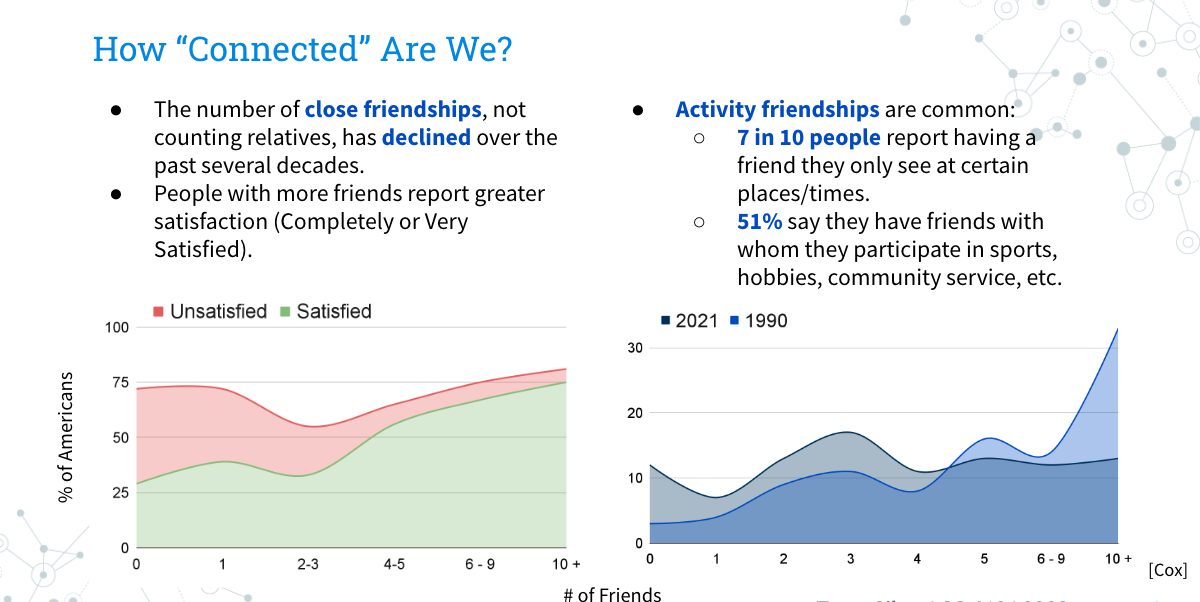 How “Connected” Are We?
● The number of close friendships, not
counting relatives, has declined over the
past several decades.
● People with more friends report greater
satisfaction (Completely or Very
Satisfied).
● Activity friendships are common:
○ 7 in 10 people report having a
friend they only see at certain
places/times.
○ 51% say they have friends with
whom they participate in sports,
hobbies, community service, etc.
Unsatisfied Satisfied
100
75
50
25
0
% of Americans
0 1 2-3 4-5 6 - 9 10 +
2021 1990
30
20
10
0
0 1 2 3 4 5 6 - 9 10 +
[Cox]
# of Friends